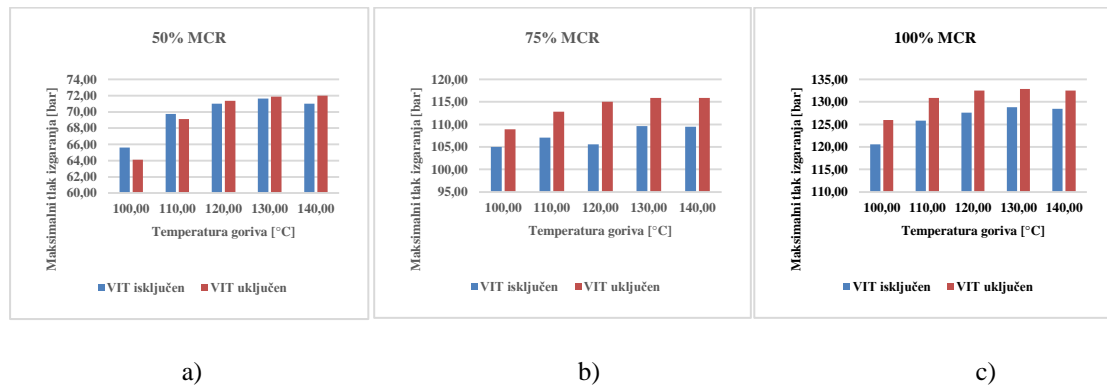 50% MCR
Maksimalni tlak izgaranja [bar]
74,00
72,00
70,00
68,00
66,00
64,00
62,00
60,00
100,00 110,00 120,00 130,00 140,00
Temperatura goriva [°C]
VIT isključen VIT uključen
a)
75% MCR
Maksimalni tlak izgaranja [bar]
120,00
115,00
110,00
105,00
100,00
95,00
100,00 110,00 120,00 130,00 140,00
Temperatura goriva [°C]
VIT isključen VIT uključen
b)
100% MCR
Maksimalni tlak izgaranja [bar]
135,00
130,00
125,00
120,00
115,00
110,00
100,00 110,00 120,00 130,00 140,00
Temperatura goriva [°C]
VIT isključen VIT uključen
c)